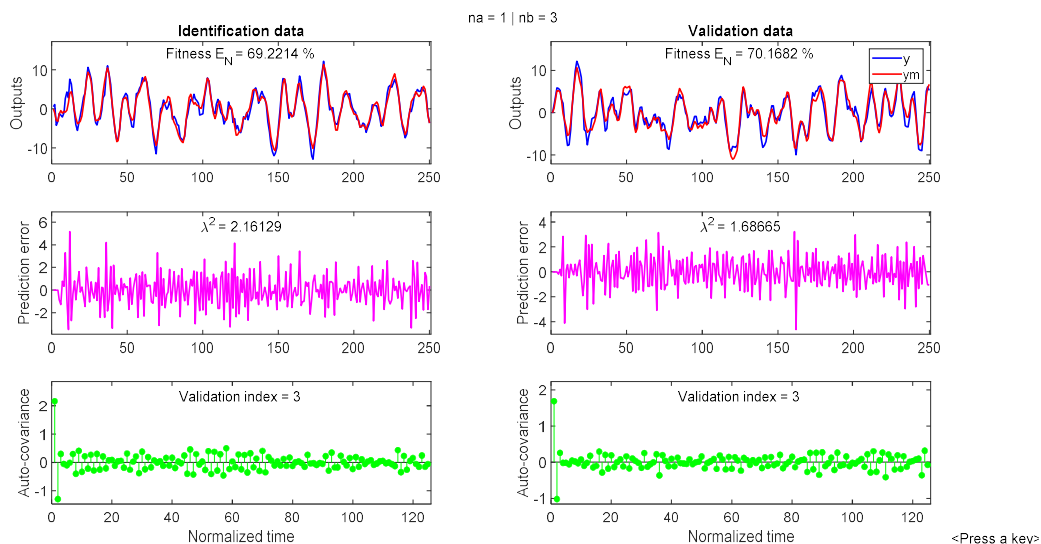 na = 1 | nb = 3
Identification data
Fitness E_N = 69.2214 %
Outputs
10
0
-10
0 50 100 150 200 250
λ² = 2.16129
Prediction error
6
4
2
0
-2
0 50 100 150 200 250
Validation index = 3
Auto-covariance
2
1
0
-1
0 20 40 60 80 100 120
Normalized time
Validation data
Fitness E_N = 70.1682 %
y
ym
Outputs
10
0
-10
0 50 100 150 200 250
λ² = 1.68665
Prediction error
4
2
0
-2
-4
0 50 100 150 200 250
Validation index = 3
Auto-covariance
2
1
0
-1
0 20 40 60 80 100 120
Normalized time
<Press a key>